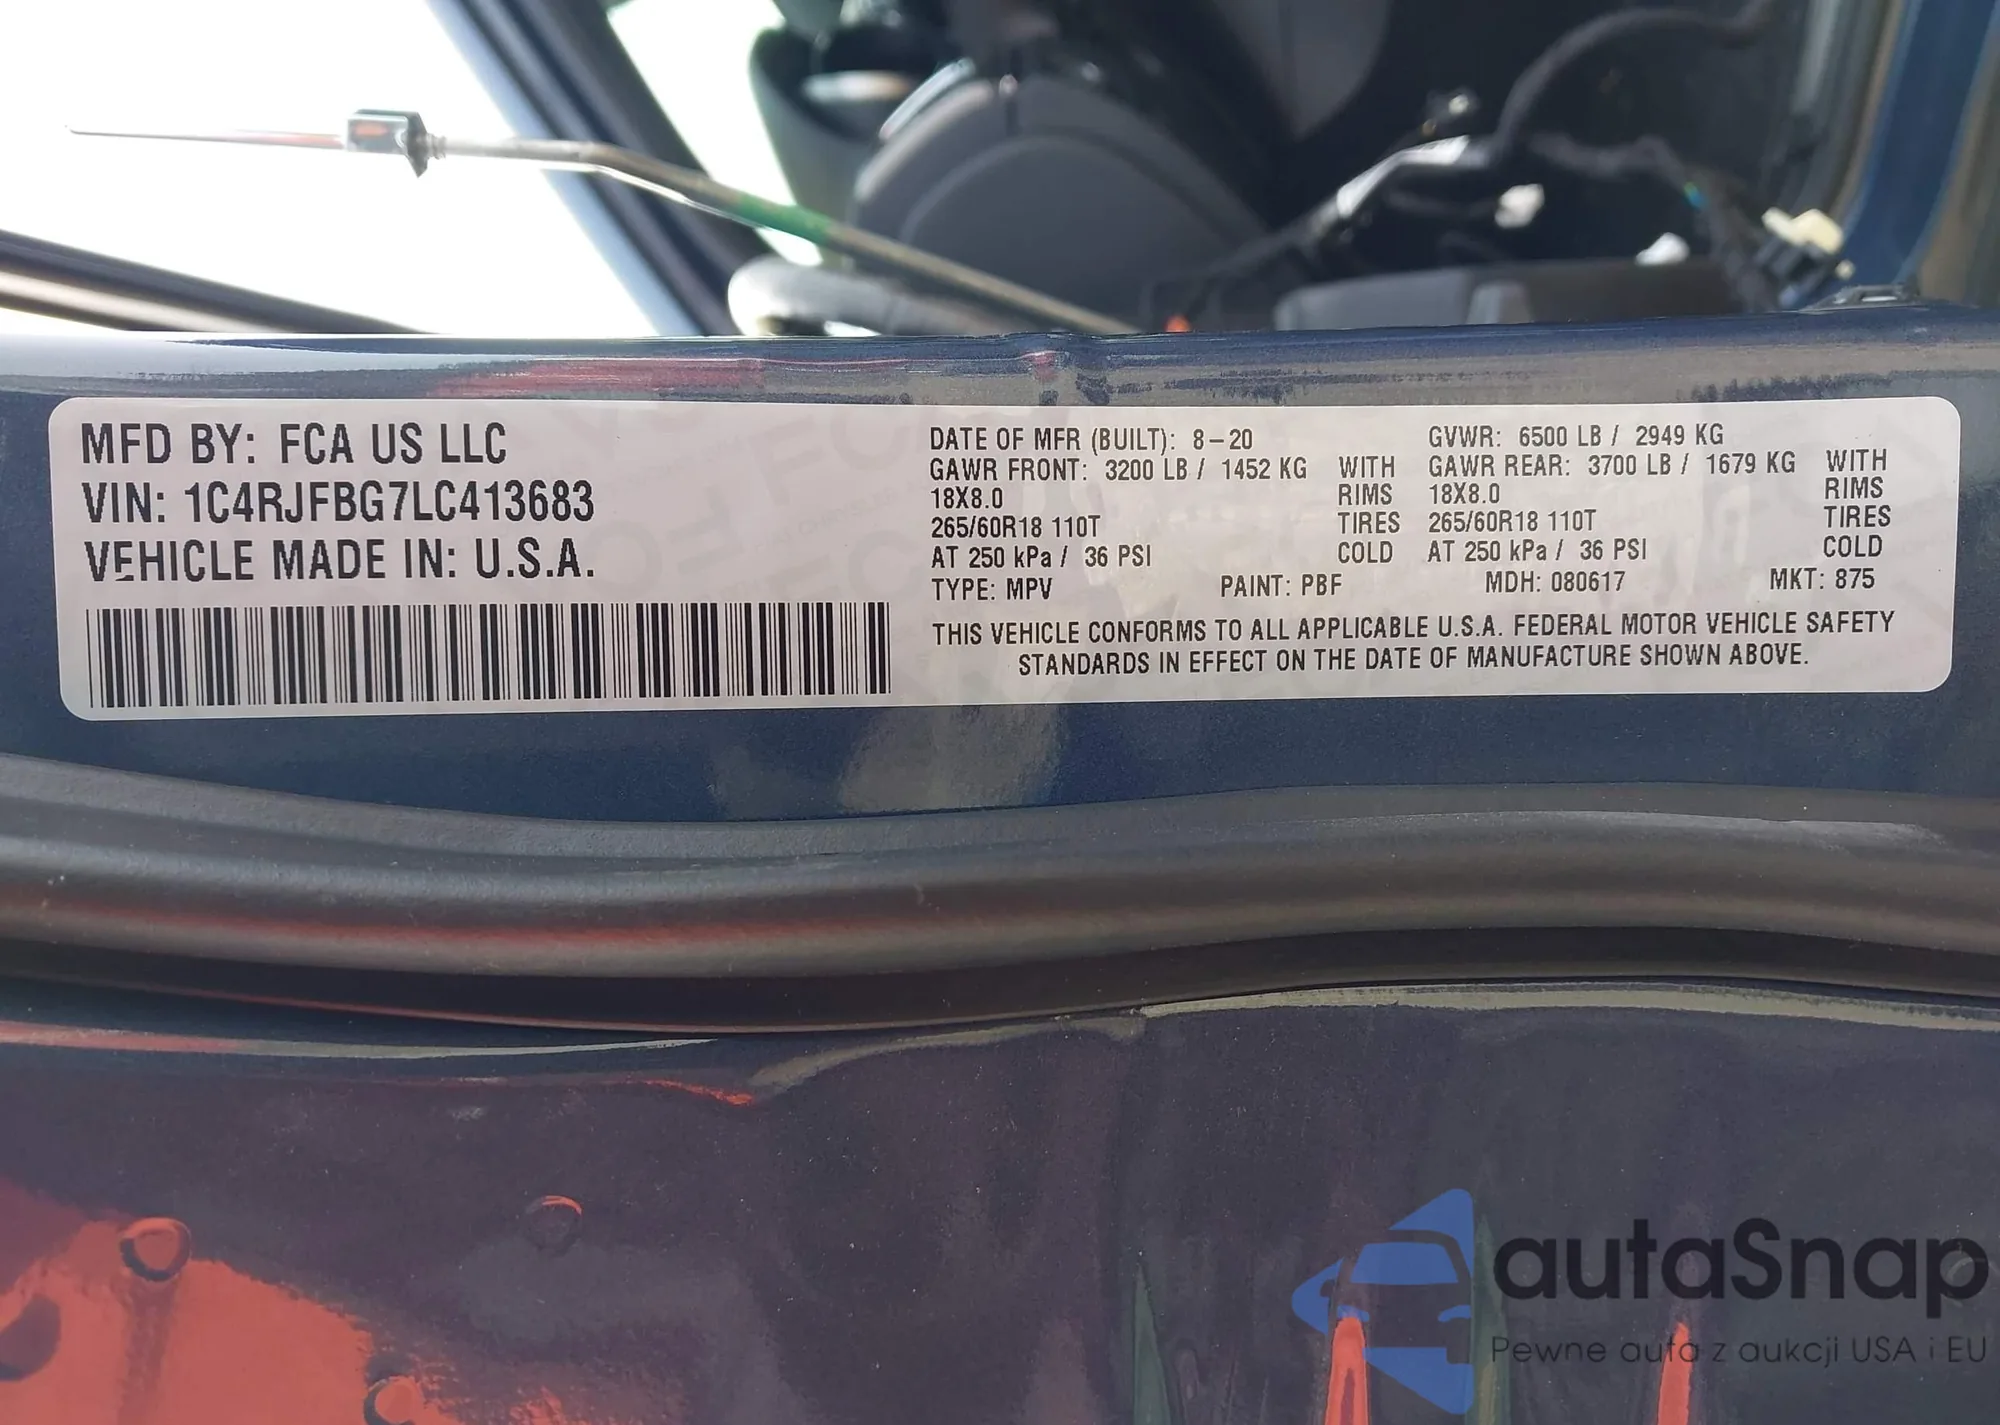 MFD BY: FCA US LLC
VIN: 1C4RJFBG7LC413683
VEHICLE MADE IN: U.S.A.
DATE OF MFR (BUILT): 8-20 GVWR: 6500 LB / 2949 KG
GAWR FRONT: 3200 LB / 1452 KG WITH GAWR REAR: 3700 LB / 1679 KG WITH
18X8.0 RIMS 18X8.0 RIMS
265/60R18 110T TIRES 265/60R18 110T TIRES
AT 250 kPa / 36 PSI COLD AT 250 kPa / 36 PSI COLD
TYPE: MPV PAINT: PBF MDH: 080617 MKT: 875
THIS VEHICLE CONFORMS TO ALL APPLICABLE U.S.A. FEDERAL MOTOR VEHICLE SAFETY
STANDARDS IN EFFECT ON THE DATE OF MANUFACTURE SHOWN ABOVE.
autaSnap
Pewne auta z aukcji USA i EU